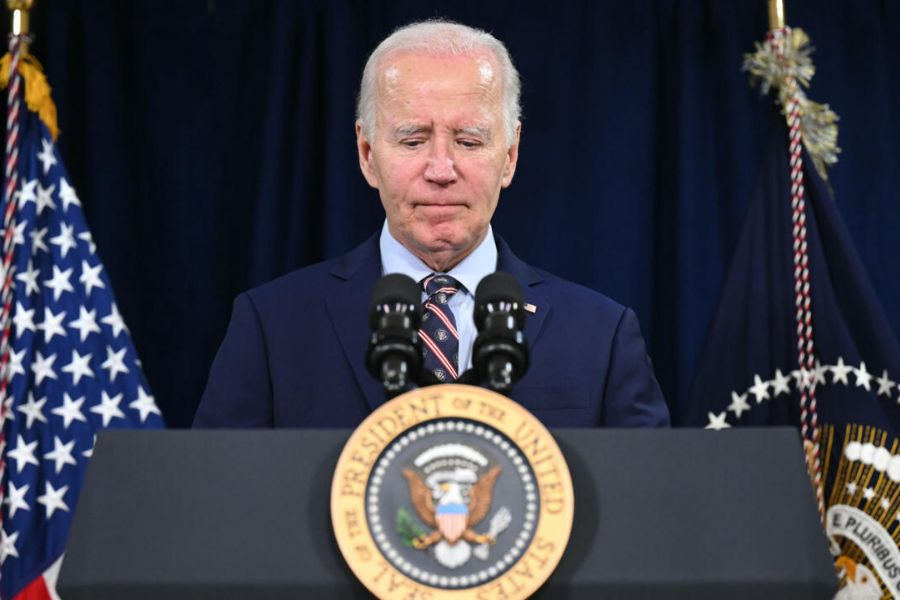 SEAL OF THE PRESIDENT OF THE UNITED STATES
E PLURIBUS